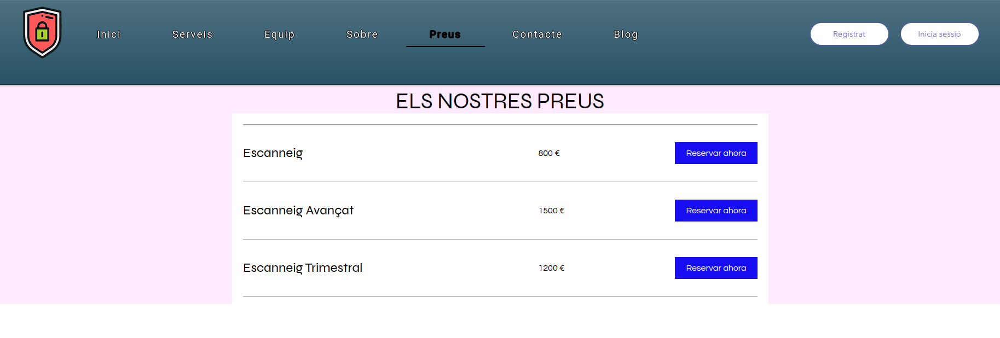 Inici Serveis Equip Sobre Preus Contacte Blog Registrat Inicia sessió
ELS NOSTRES PREUS
Escanneig 800 € Reservar ahora
Escanneig Avançat 1500 € Reservar ahora
Escanneig Trimestral 1200 € Reservar ahora